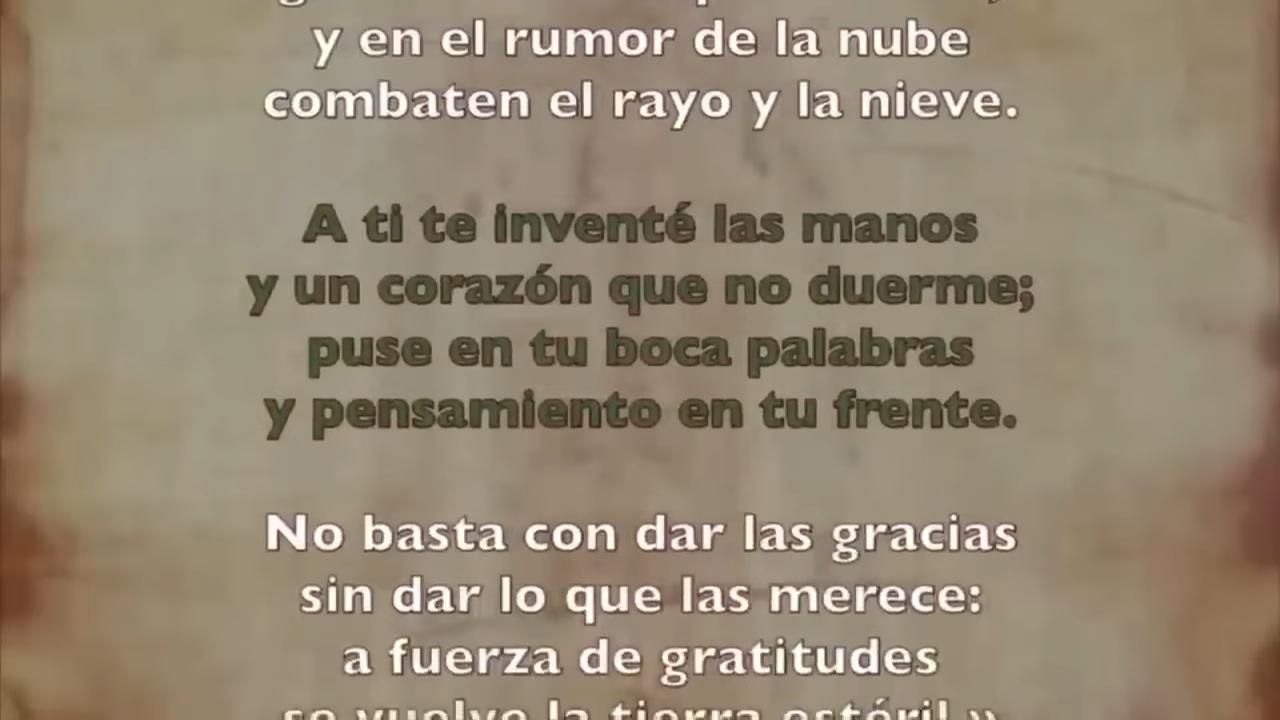 y en el rumor de la nube
combaten el rayo y la nieve.
A ti te inventé las manos
y un corazón que no duerme;
puse en tu boca palabras
y pensamiento en tu frente.
No basta con dar las gracias
sin dar lo que las merece:
a fuerza de gratitudes
se vuelve la tierra estéril.»